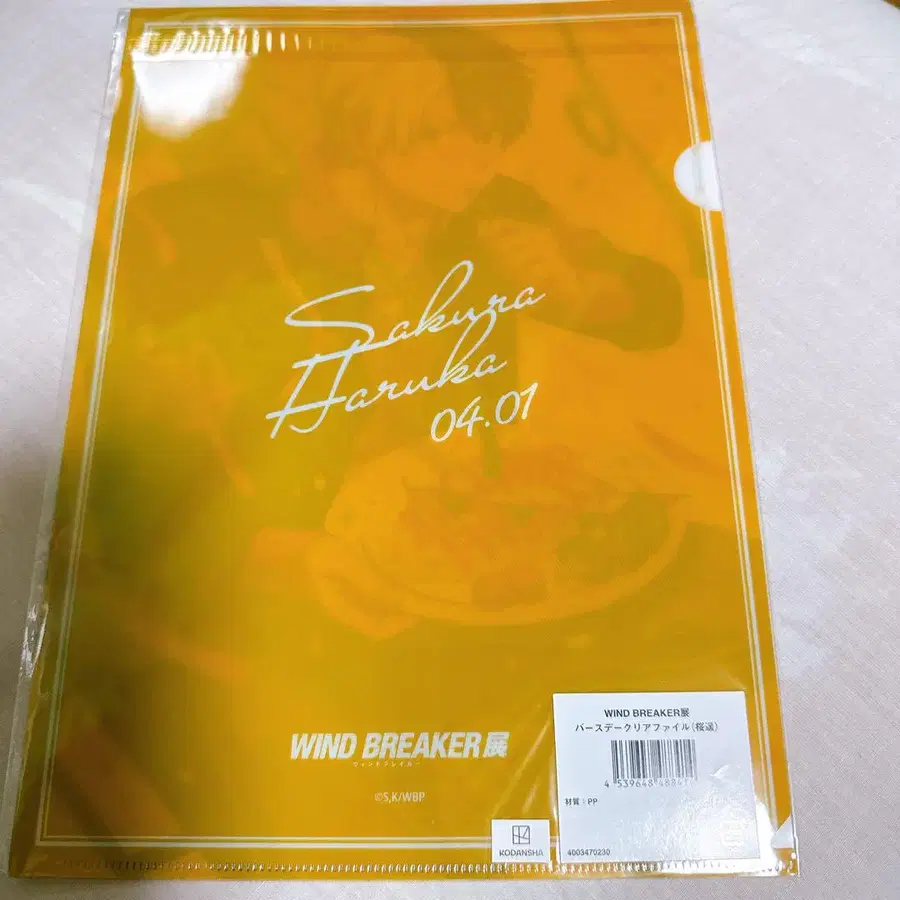 Sakura
Haruka
04.01
WIND BREAKER展
ウィンドブレイカー
©S,K/WBP
KODANSHA
WIND BREAKER展
バースデークリアファイル(桜遥)
材質:PP
4003470230